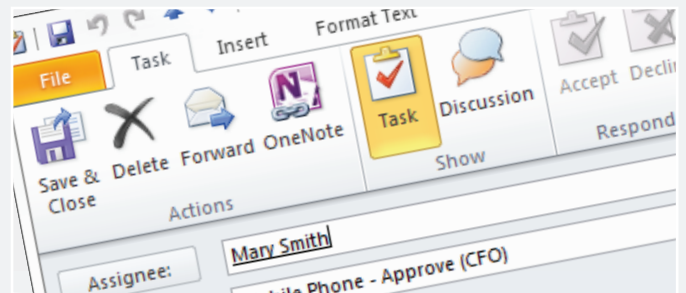 File Task Insert Format Text
Save & Close Delete Forward OneNote Task Discussion Accept
Actions Show Respond
Assignee: Mary Smith
Phone - Approve (CFO)